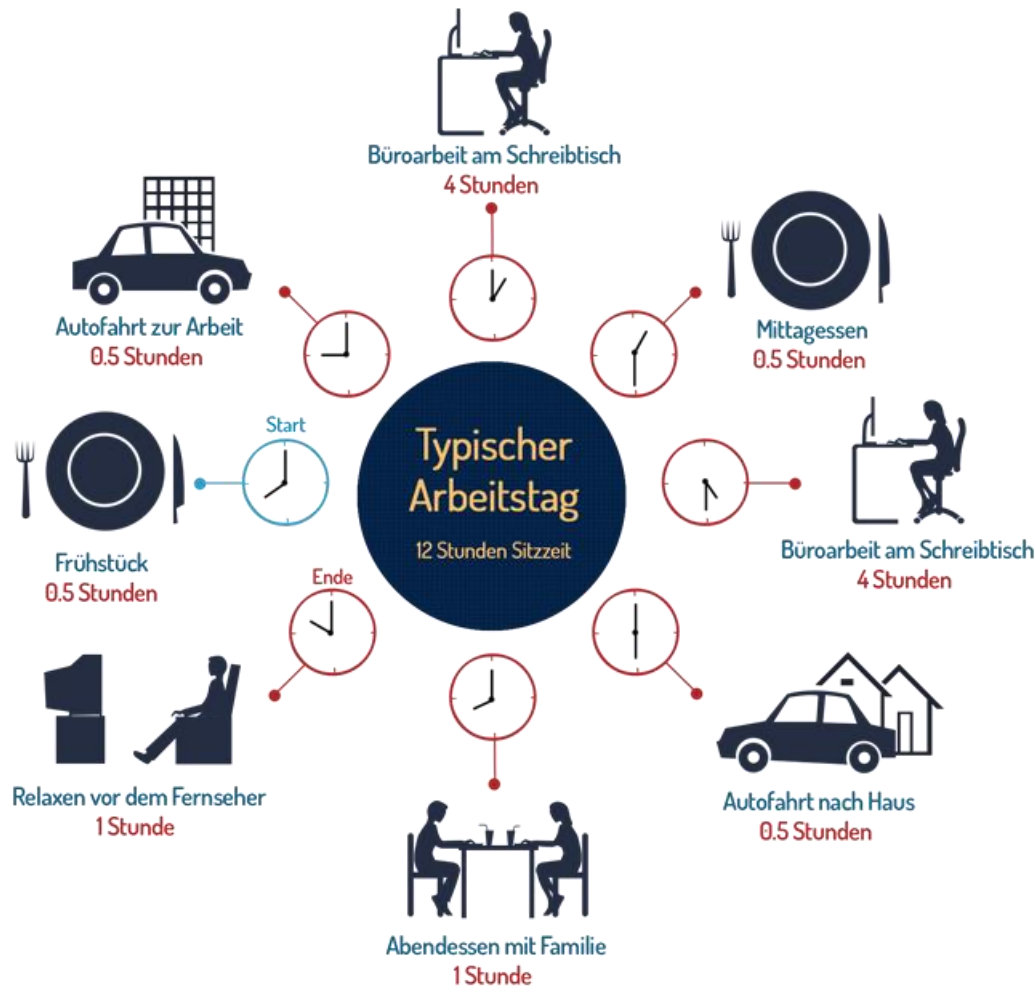 Büroarbeit am Schreibtisch
4 Stunden
Autofahrt zur Arbeit
0.5 Stunden
Mittagessen
0.5 Stunden
Start
Typischer
Arbeitstag
12 Stunden Sitzzeit
Frühstück
0.5 Stunden
Büroarbeit am Schreibtisch
4 Stunden
Ende
Relaxen vor dem Fernseher
1 Stunde
Autofahrt nach Haus
0.5 Stunden
Abendessen mit Familie
1 Stunde